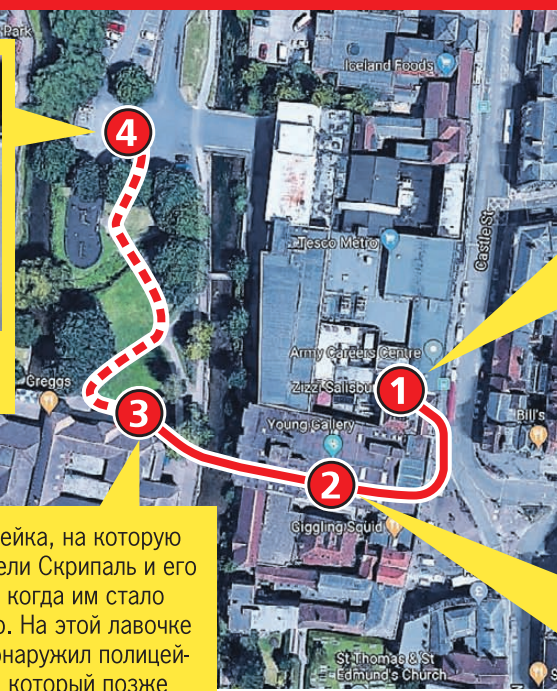 Park
Iceland Foods
4
Castle St
Tesco Metro
Army Careers Centre
Zizzi Salisbu
1
Greggs
3
Young Gallery
Bill's
2
Giggling Squid
ейка, на которую
ели Скрипаль и его
когда им стало
о. На этой лавочке
наружил полицей-
который позже
St Thomas & St
Edmund's Church